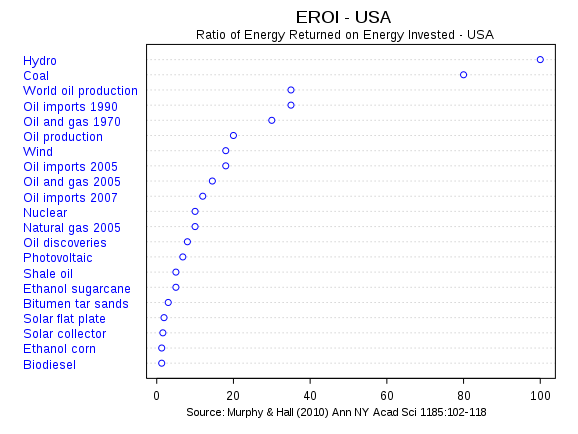 EROI - USA
Ratio of Energy Returned on Energy Invested - USA
Hydro
Coal
World oil production
Oil imports 1990
Oil and gas 1970
Oil production
Wind
Oil imports 2005
Oil and gas 2005
Oil imports 2007
Nuclear
Natural gas 2005
Oil discoveries
Photovoltaic
Shale oil
Ethanol sugarcane
Bitumen tar sands
Solar flat plate
Solar collector
Ethanol corn
Biodiesel
0 20 40 60 80 100
Source: Murphy & Hall (2010) Ann NY Acad Sci 1185:102-118